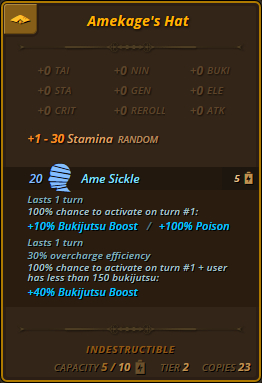 Amekage's Hat
+0 TAI +0 NIN +0 BUKI
+0 STA +0 GEN +0 ELE
+0 CRIT +0 REROLL +0 ATK
+1 - 30 Stamina RANDOM
20 Ame Sickle 5
Lasts 1 turn
100% chance to activate on turn #1:
+10% Bukijutsu Boost / +100% Poison
Lasts 1 turn
30% overcharge efficiency
100% chance to activate on turn #1 + user
has less than 150 bukijutsu:
+40% Bukijutsu Boost
INDESTRUCTIBLE
CAPACITY 5 / 10 TIER 2 COPIES 23